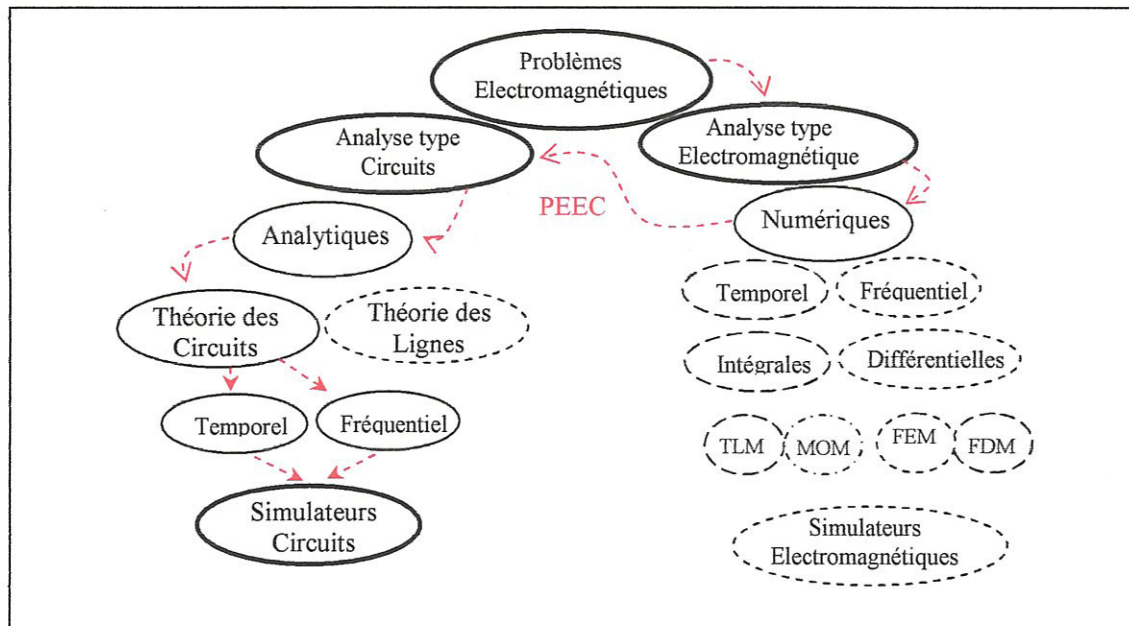 Problèmes
Electromagnétiques
Analyse type
Circuits
Analyse type
Electromagnétique
PEEC
Analytiques
Numériques
Théorie des
Circuits
Théorie des
Lignes
Temporel
Fréquentiel
Intégrales
Différentielles
Temporel
Fréquentiel
TLM
MOM
FEM
FDM
Simulateurs
Circuits
Simulateurs
Electromagnétiques